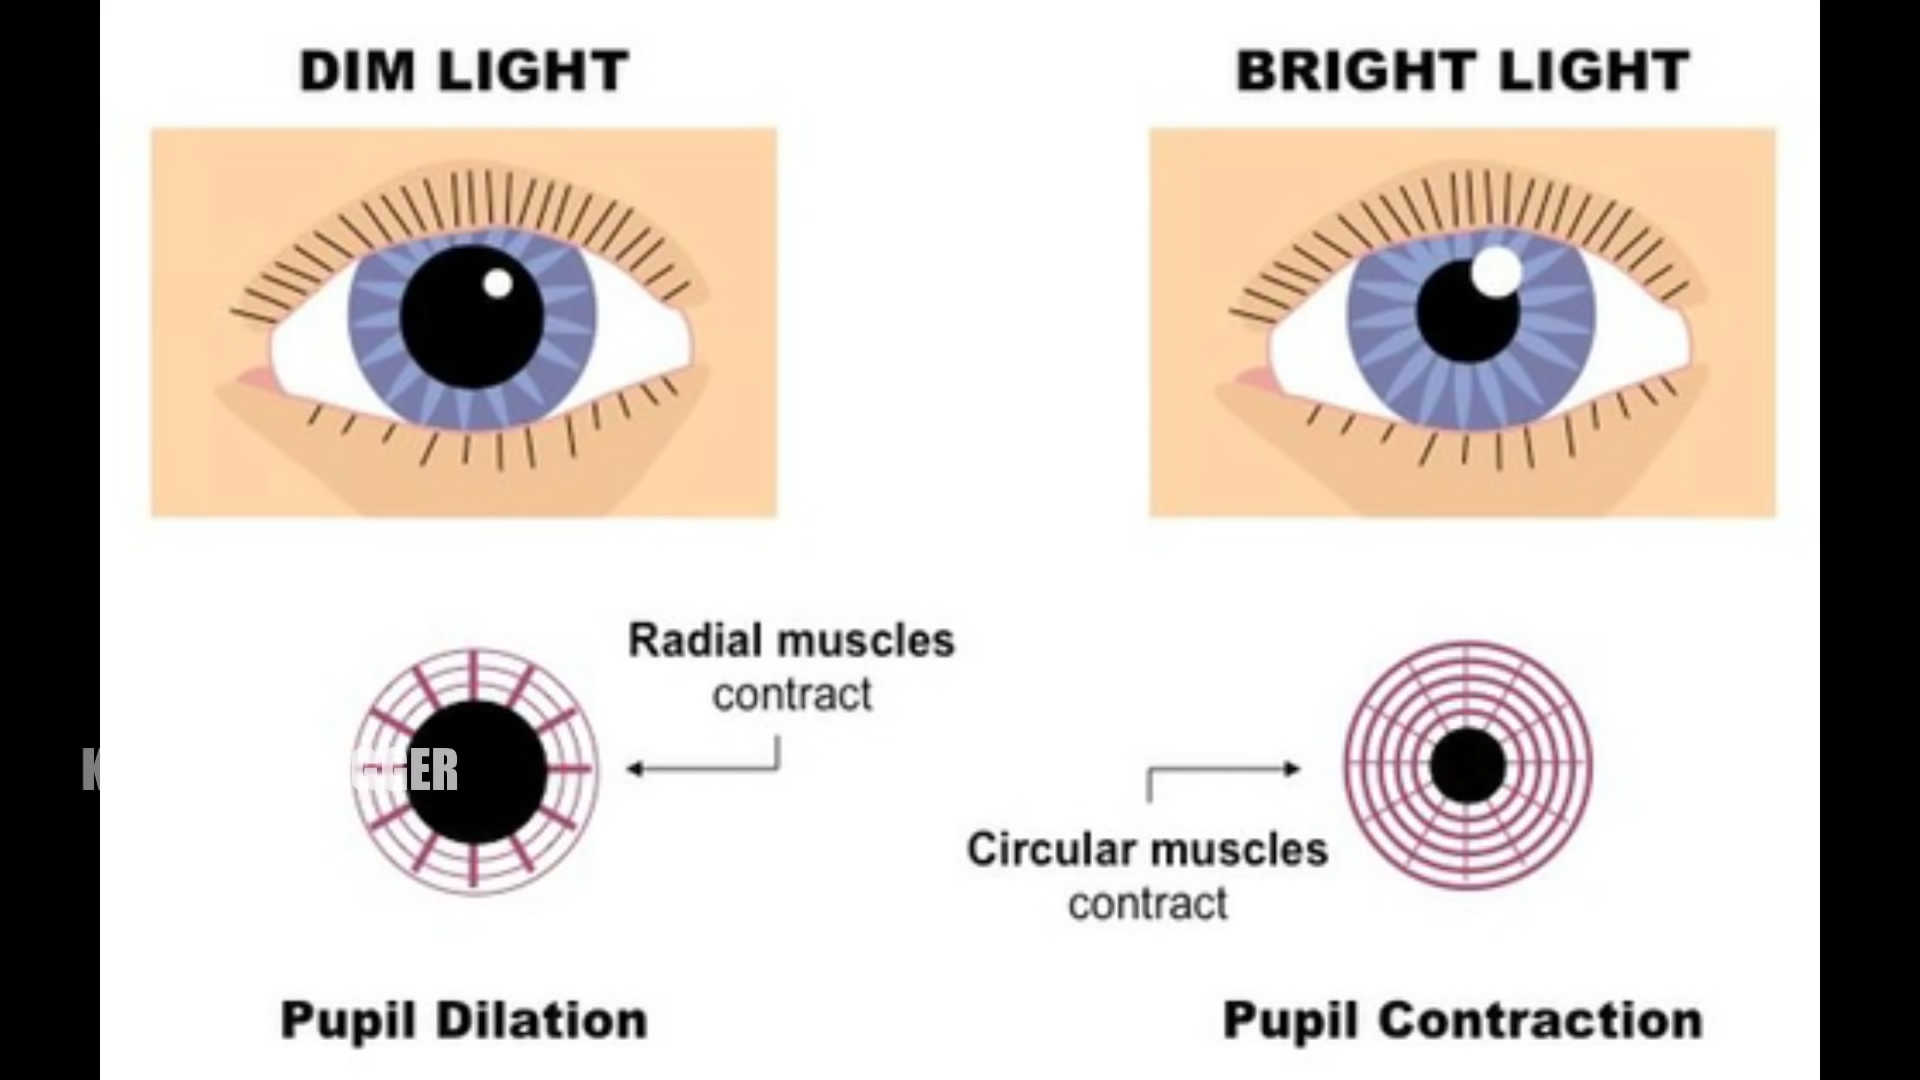 DIM LIGHT
BRIGHT LIGHT
Radial muscles
contract
Circular muscles
contract
Pupil Dilation
Pupil Contraction